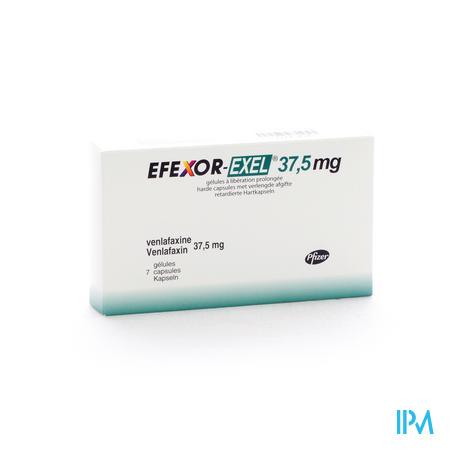 EFEXOR-EXEL® 37,5 mg
gélules à libération prolongée
harde capsules met verlengde afgifte
retardierte Hartkapseln
venlafaxine
Venlafaxin 37,5 mg
gélules
7 capsules
Kapseln
Pfizer
IPM